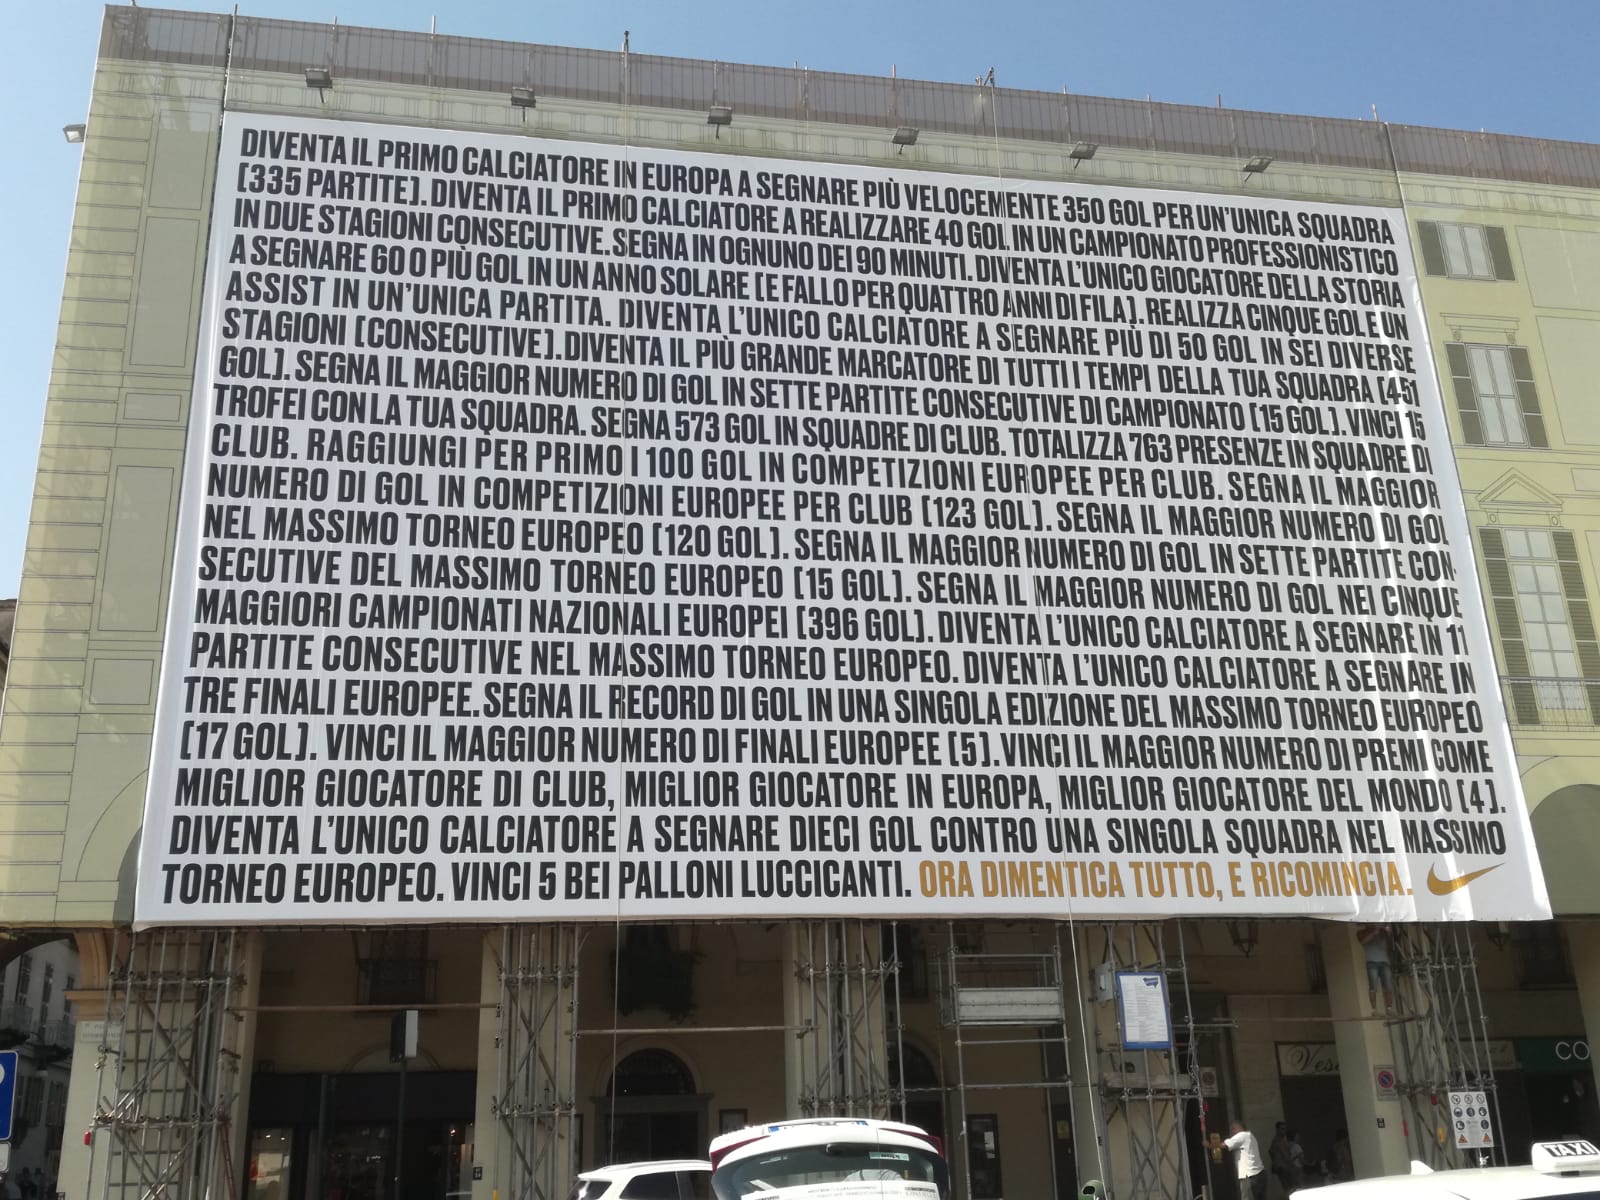 DIVENTA IL PRIMO CALCIATORE IN EUROPA A SEGNARE PIÙ VELOCEMENTE 350 GOL PER UN'UNICA SQUADRA
[335 PARTITE]. DIVENTA IL PRIMO CALCIATORE A REALIZZARE 40 GOL IN UN CAMPIONATO PROFESSIONISTICO
IN DUE STAGIONI CONSECUTIVE. SEGNA IN OGNUNO DEI 90 MINUTI. DIVENTA L'UNICO GIOCATORE DELLA STORIA
A SEGNARE 60 O PIÙ GOL IN UN ANNO SOLARE [E FALLO PER QUATTRO ANNI DI FILA]. REALIZZA CINQUE GOL E UN
ASSIST IN UN'UNICA PARTITA. DIVENTA L'UNICO CALCIATORE A SEGNARE PIÙ DI 50 GOL IN SEI DIVERSE
STAGIONI [CONSECUTIVE]. DIVENTA IL PIÙ GRANDE MARCATORE DI TUTTI I TEMPI DELLA TUA SQUADRA [451
GOL]. SEGNA IL MAGGIOR NUMERO DI GOL IN SETTE PARTITE CONSECUTIVE DI CAMPIONATO [15 GOL]. VINCI 15
TROFEI CON LA TUA SQUADRA. SEGNA 573 GOL IN SQUADRE DI CLUB. TOTALIZZA 763 PRESENZE IN SQUADRE DI
CLUB. RAGGIUNGI PER PRIMO I 100 GOL IN COMPETIZIONI EUROPEE PER CLUB. SEGNA IL MAGGIOR
NUMERO DI GOL IN COMPETIZIONI EUROPEE PER CLUB [123 GOL]. SEGNA IL MAGGIOR NUMERO DI GOL
NEL MASSIMO TORNEO EUROPEO [120 GOL]. SEGNA IL MAGGIOR NUMERO DI GOL IN SETTE PARTITE CON-
SECUTIVE DEL MASSIMO TORNEO EUROPEO [15 GOL]. SEGNA IL MAGGIOR NUMERO DI GOL NEI CINQUE
MAGGIORI CAMPIONATI NAZIONALI EUROPEI [396 GOL]. DIVENTA L'UNICO CALCIATORE A SEGNARE IN 11
PARTITE CONSECUTIVE NEL MASSIMO TORNEO EUROPEO. DIVENTA L'UNICO CALCIATORE A SEGNARE IN
TRE FINALI EUROPEE. SEGNA IL RECORD DI GOL IN UNA SINGOLA EDIZIONE DEL MASSIMO TORNEO EUROPEO
[17 GOL]. VINCI IL MAGGIOR NUMERO DI FINALI EUROPEE [5]. VINCI IL MAGGIOR NUMERO DI PREMI COME
MIGLIOR GIOCATORE DI CLUB, MIGLIOR GIOCATORE IN EUROPA, MIGLIOR GIOCATORE DEL MONDO [4].
DIVENTA L'UNICO CALCIATORE A SEGNARE DIECI GOL CONTRO UNA SINGOLA SQUADRA NEL MASSIMO
TORNEO EUROPEO. VINCI 5 BEI PALLONI LUCCICANTI. ORA DIMENTICA TUTTO, E RICOMINCIA.
CO
TAXI